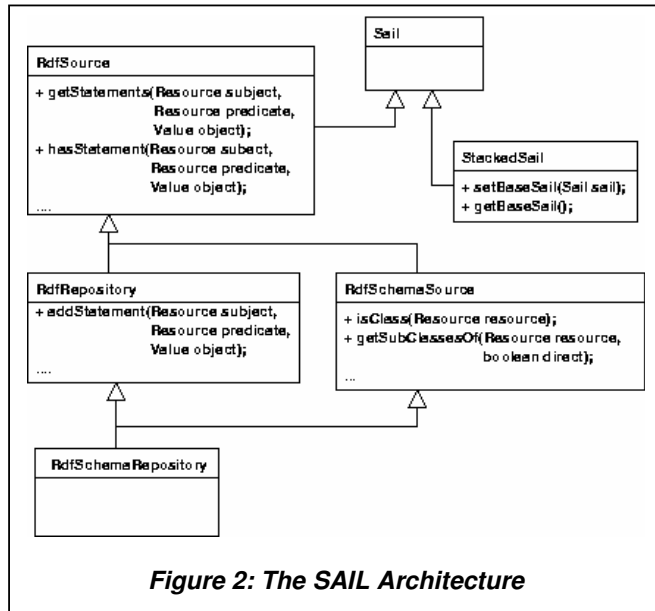 Sail
RdfSource
+ getStatements(Resource subject,
Resource predicate,
Value object);
+ hasStatement(Resource subect,
Resource predicate,
Value object);
....
StackedSail
+ setBaseSail(Sail sail);
+ getBaseSail();
RdfRepository
+ addStatement(Resource subject,
Resource predicate,
Value object);
....
RdfSchemaSource
+ isClass(Resource resource);
+ getSubClassesOf(Resource resource,
boolean direct);
...
RdfSchemaRepository
Figure 2: The SAIL Architecture